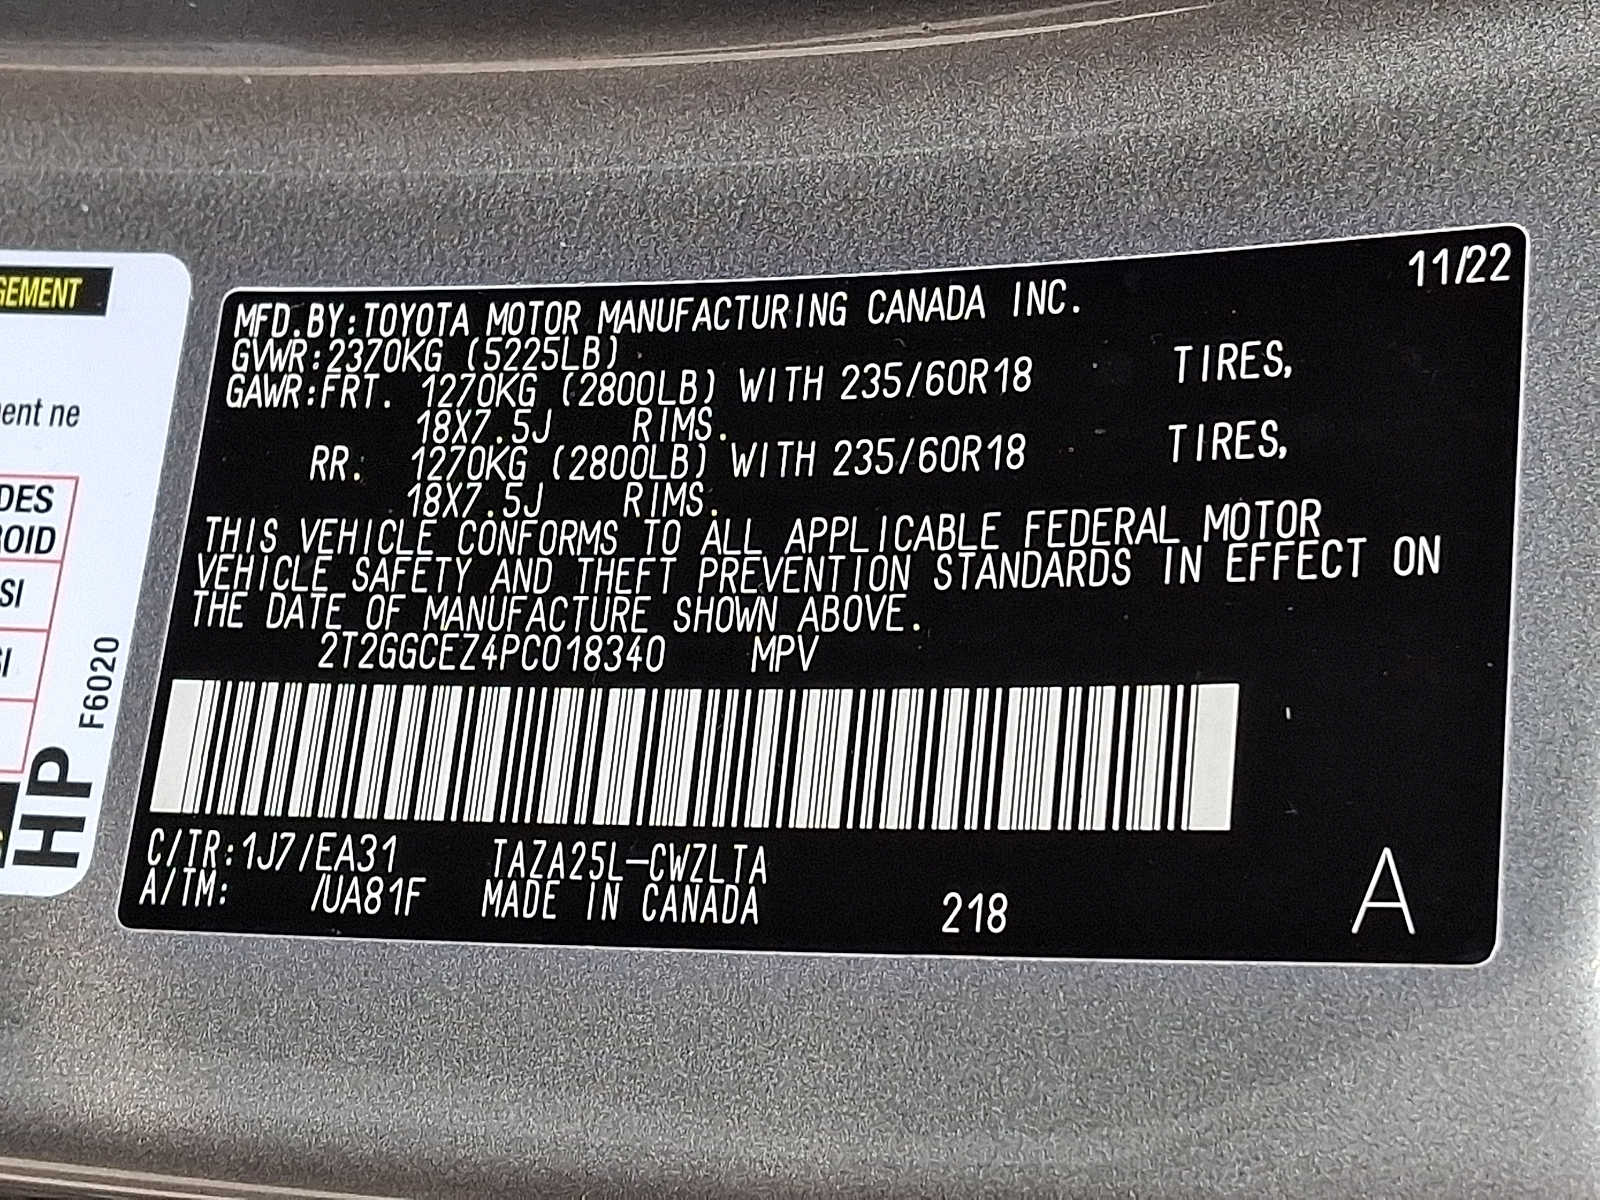 GEMENT
ent ne
DES
ROID
SI
SI
HP
F6020
11/22
MFD.BY:TOYOTA MOTOR MANUFACTURING CANADA INC.
GVWR:2370KG (5225LB)
GAWR:FRT. 1270KG (2800LB) WITH 235/60R18 TIRES,
18X7.5J RIMS.
RR. 1270KG (2800LB) WITH 235/60R18 TIRES,
18X7.5J RIMS.
THIS VEHICLE CONFORMS TO ALL APPLICABLE FEDERAL MOTOR
VEHICLE SAFETY AND THEFT PREVENTION STANDARDS IN EFFECT ON
THE DATE OF MANUFACTURE SHOWN ABOVE.
2T2GGCEZ4PC018340 MPV
C/TR:1J7/EA31 TAZA25L-CWZLTA
A/TM: /UA81F MADE IN CANADA 218 A